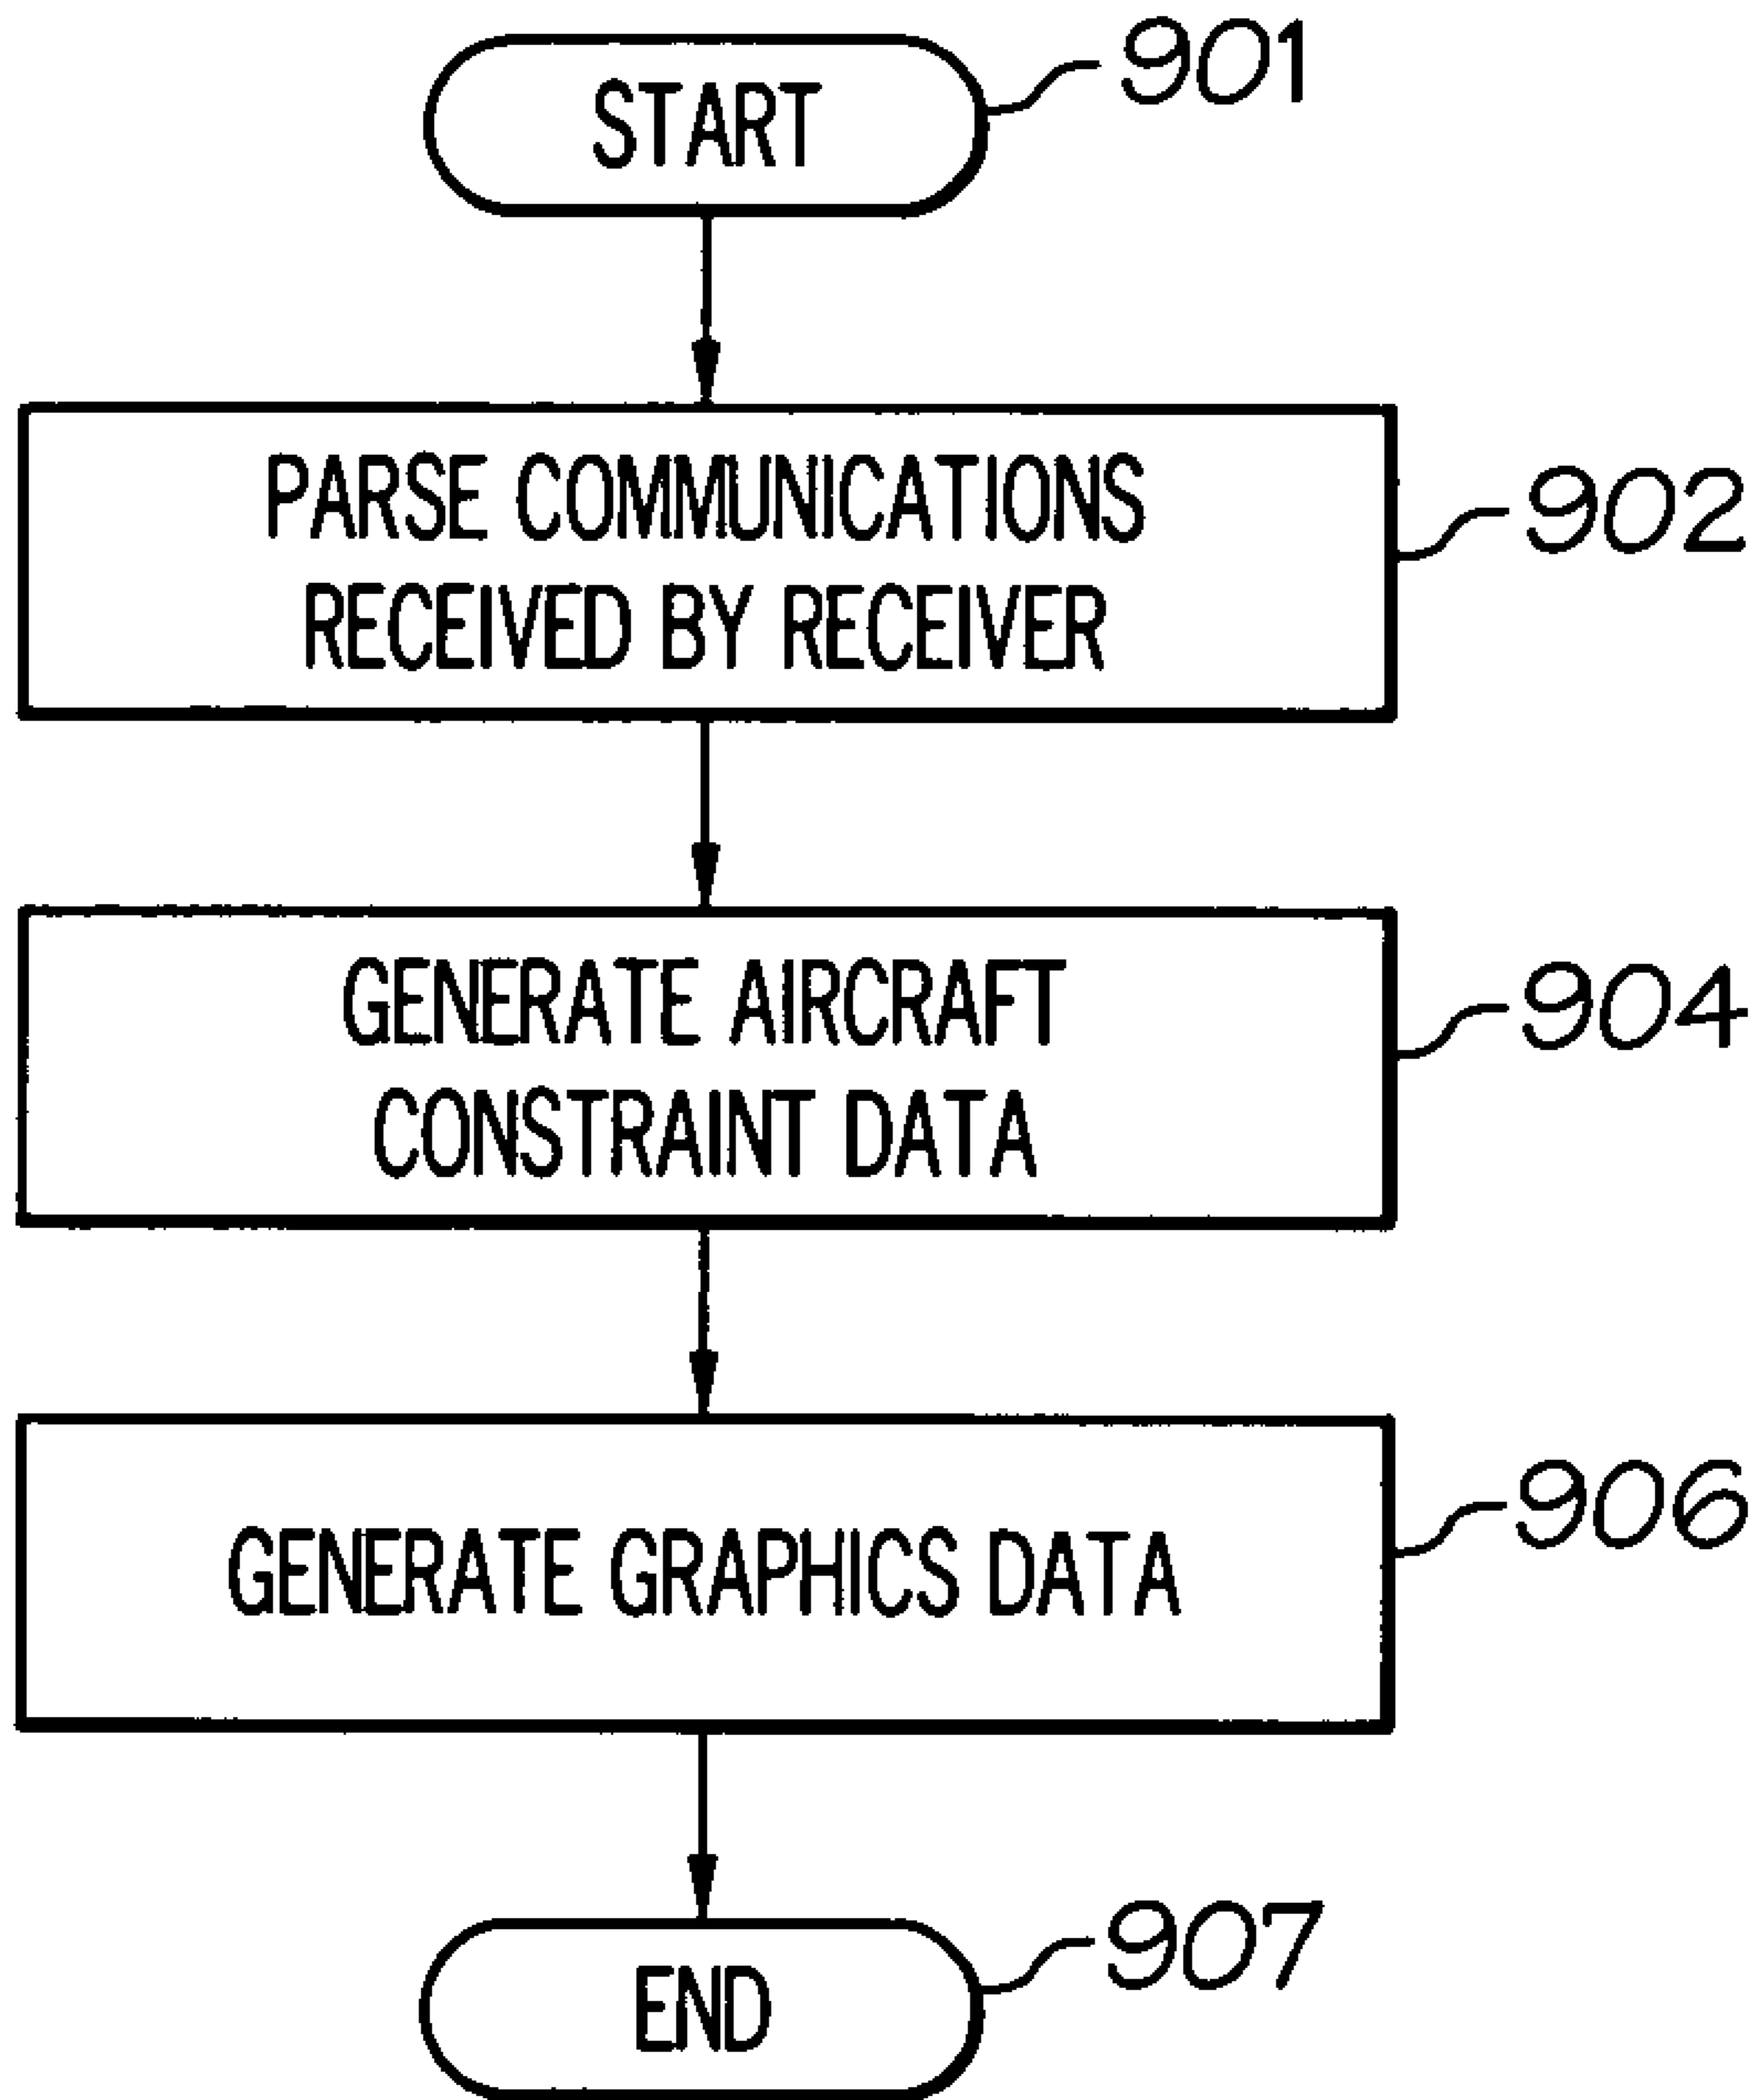 START
901
PARSE COMMUNICATIONS
RECEIVED BY RECEIVER
902
GENERATE AIRCRAFT
CONSTRAINT DATA
904
GENERATE GRAPHICS DATA
906
END
907